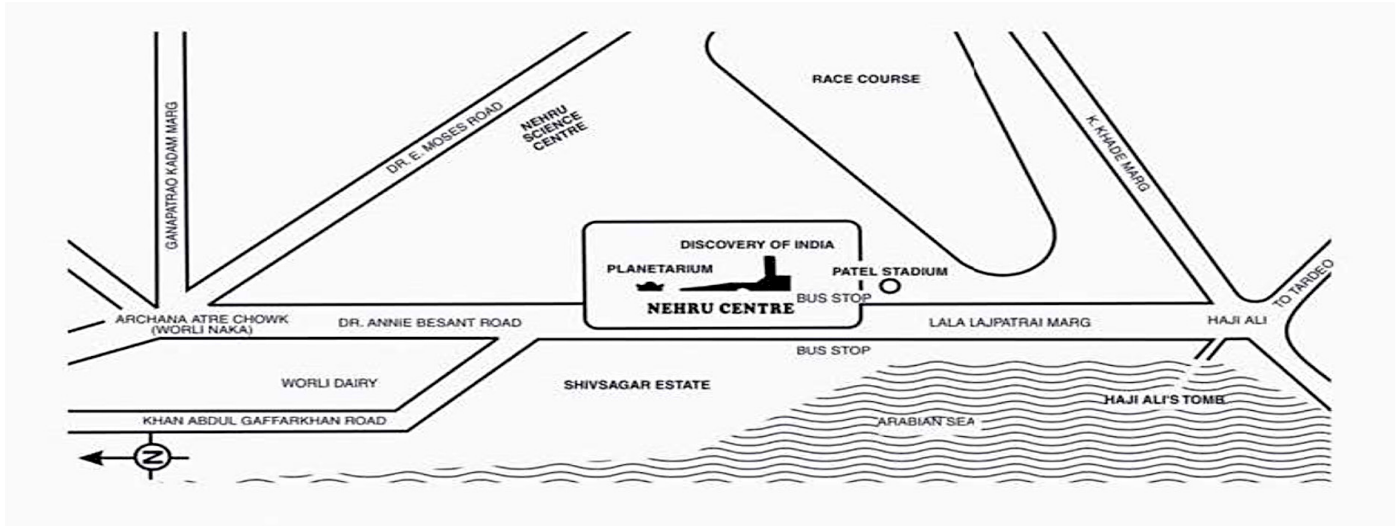 RACE COURSE
GANAPATRAO KADAM MARG
DR. E. MOSES ROAD
NEHRU
SCIENCE
CENTRE
K. KHADE MARG
DISCOVERY OF INDIA
PLANETARIUM
PATEL STADIUM
TO TARDEO
BUS STOP
NEHRU CENTRE
ARCHANA ATRE CHOWK
(WORLI NAKA)
DR. ANNIE BESANT ROAD
LALA LAJPATRAI MARG
HAJI ALI
BUS STOP
WORLI DAIRY
SHIVSAGAR ESTATE
HAJI ALI'S TOMB
KHAN ABDUL GAFFARKHAN ROAD
ARABIAN SEA
N